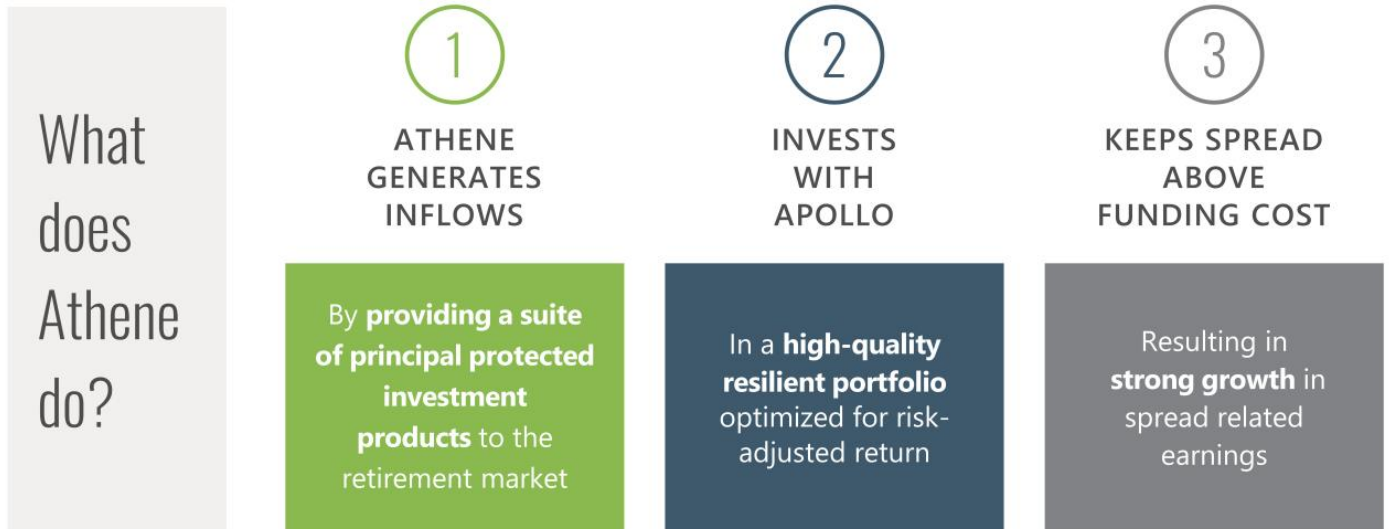 What
does
Athene
do?
1
ATHENE
GENERATES
INFLOWS
By providing a suite
of principal protected
investment
products to the
retirement market
2
INVESTS
WITH
APOLLO
In a high-quality
resilient portfolio
optimized for risk-
adjusted return
3
KEEPS SPREAD
ABOVE
FUNDING COST
Resulting in
strong growth in
spread related
earnings